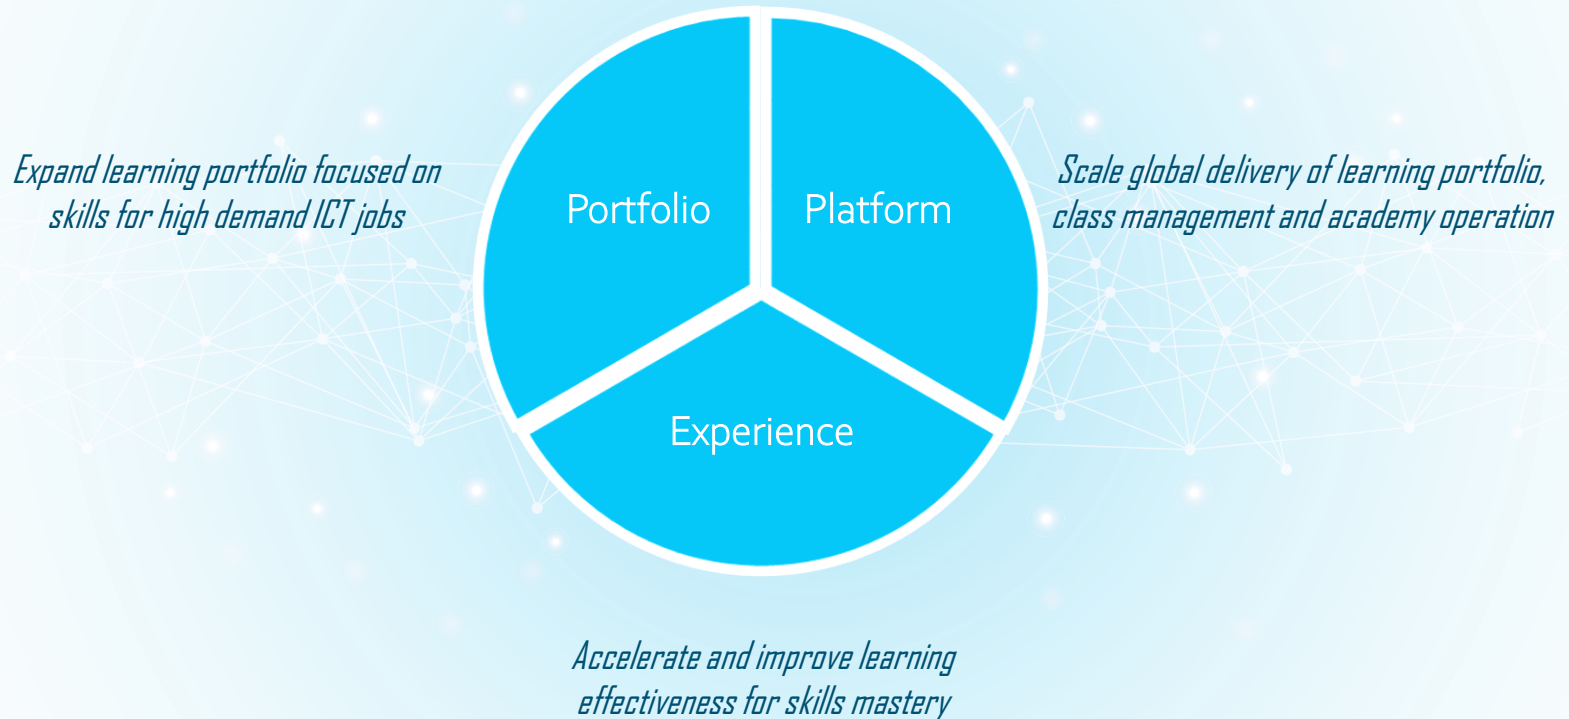 Expand learning portfolio focused on
skills for high demand ICT jobs
Portfolio
Platform
Scale global delivery of learning portfolio,
class management and academy operation
Experience
Accelerate and improve learning
effectiveness for skills mastery